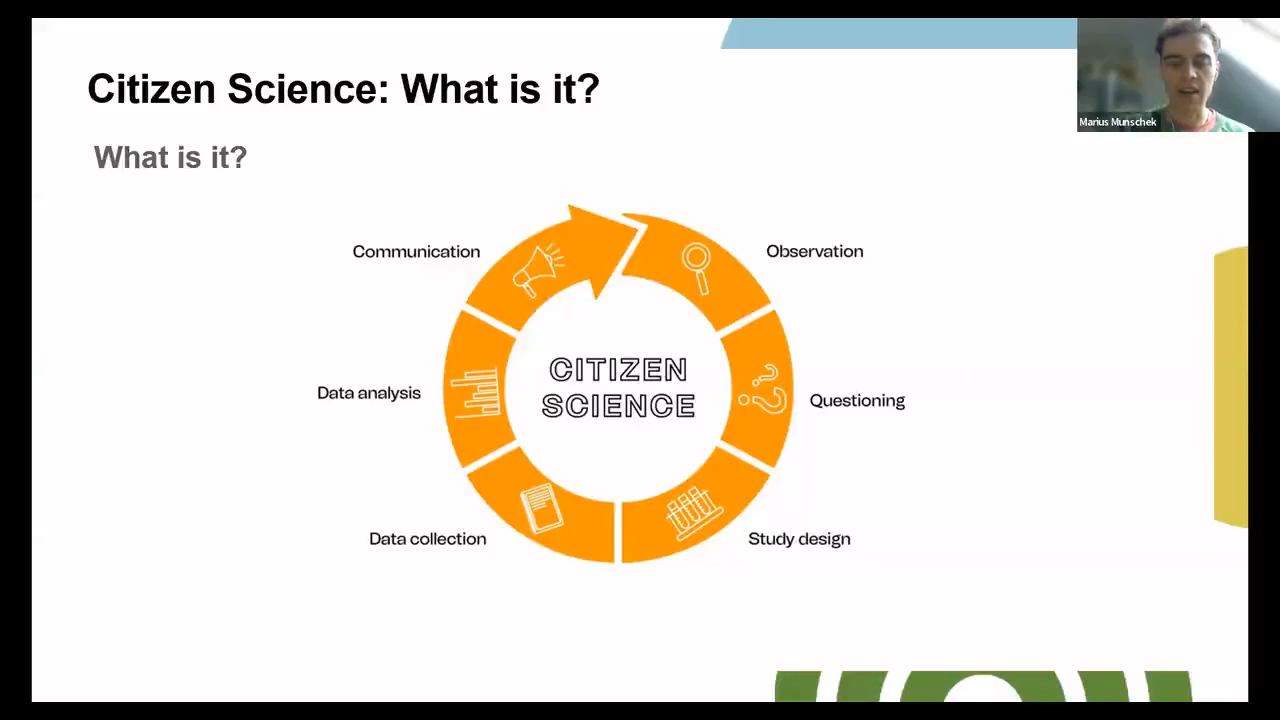 Citizen Science: What is it?
Marius Munschek
What is it?
Communication
Observation
CITIZEN
SCIENCE
Data analysis
Questioning
Data collection
Study design